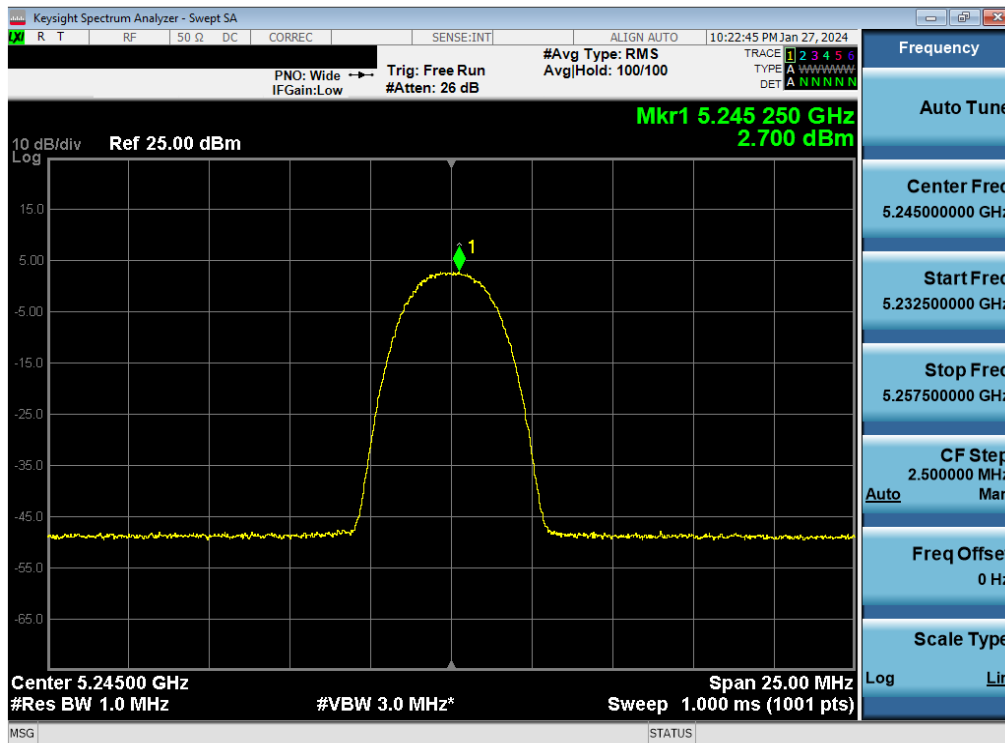 Keysight Spectrum Analyzer - Swept SA
LXI R T RF 50 Ω DC CORREC SENSE:INT ALIGN AUTO 10:22:45 PM Jan 27, 2024
PNO: Wide
IFGain:Low
Trig: Free Run
#Atten: 26 dB
#Avg Type: RMS
Avg|Hold: 100/100
TRACE 1 2 3 4 5 6
TYPE A WWWWW
DET A N N N N N
Mkr1 5.245 250 GHz
2.700 dBm
10 dB/div Ref 25.00 dBm
Log
15.0
5.00
-5.00
-15.0
-25.0
-35.0
-45.0
-55.0
-65.0
1
Center 5.24500 GHz Span 25.00 MHz
#Res BW 1.0 MHz #VBW 3.0 MHz* Sweep 1.000 ms (1001 pts)
MSG STATUS
Frequency
Auto Tune
Center Freq
5.245000000 GHz
Start Freq
5.232500000 GHz
Stop Freq
5.257500000 GHz
CF Step
2.500000 MHz
Auto Man
Freq Offset
0 Hz
Scale Type
Log Lin